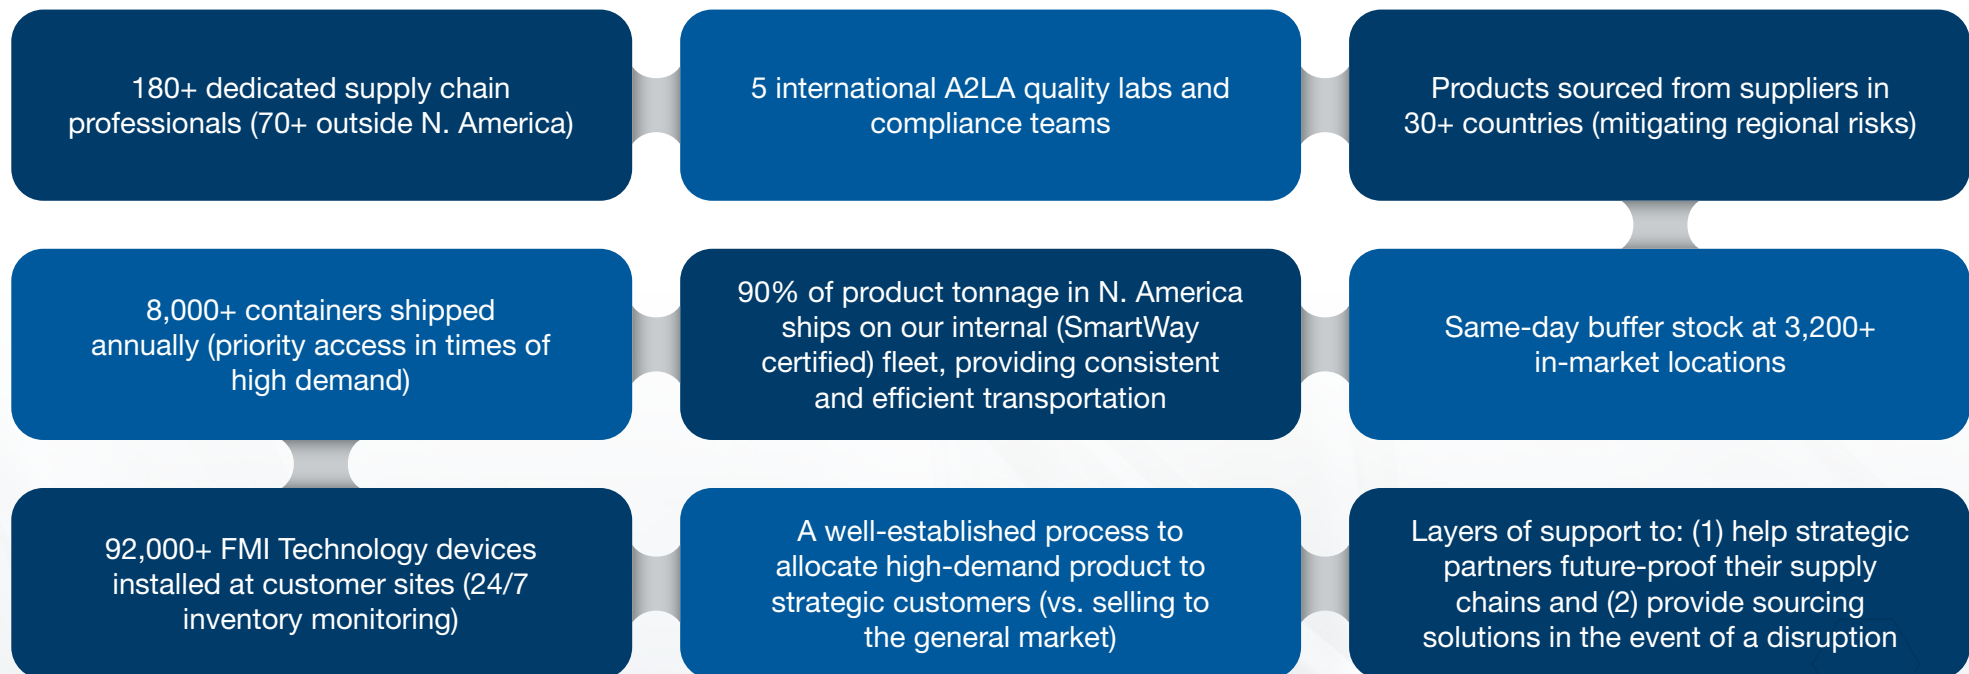 180+ dedicated supply chain
professionals (70+ outside N. America)
5 international A2LA quality labs and
compliance teams
Products sourced from suppliers in
30+ countries (mitigating regional risks)
8,000+ containers shipped
annually (priority access in times of
high demand)
90% of product tonnage in N. America
ships on our internal (SmartWay
certified) fleet, providing consistent
and efficient transportation
Same-day buffer stock at 3,200+
in-market locations
92,000+ FMI Technology devices
installed at customer sites (24/7
inventory monitoring)
A well-established process to
allocate high-demand product to
strategic customers (vs. selling to
the general market)
Layers of support to: (1) help strategic
partners future-proof their supply
chains and (2) provide sourcing
solutions in the event of a disruption